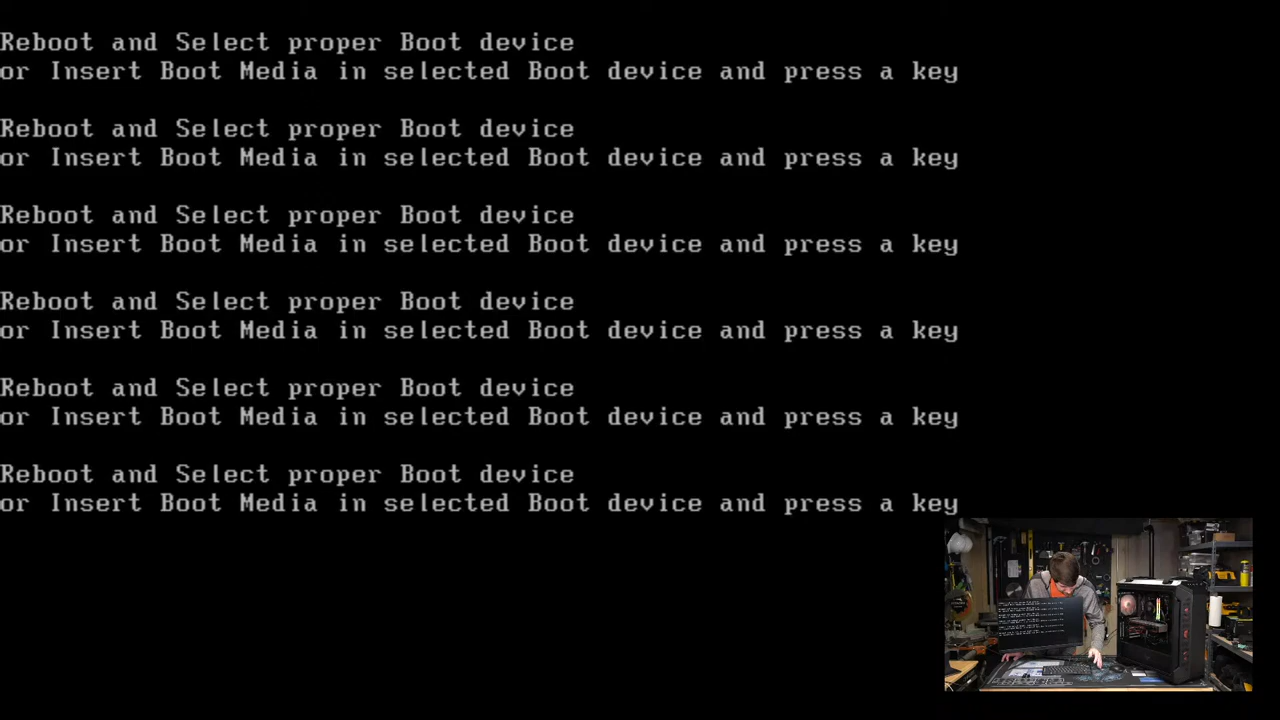 Reboot and Select proper Boot device
or Insert Boot Media in selected Boot device and press a key
Reboot and Select proper Boot device
or Insert Boot Media in selected Boot device and press a key
Reboot and Select proper Boot device
or Insert Boot Media in selected Boot device and press a key
Reboot and Select proper Boot device
or Insert Boot Media in selected Boot device and press a key
Reboot and Select proper Boot device
or Insert Boot Media in selected Boot device and press a key
Reboot and Select proper Boot device
or Insert Boot Media in selected Boot device and press a key